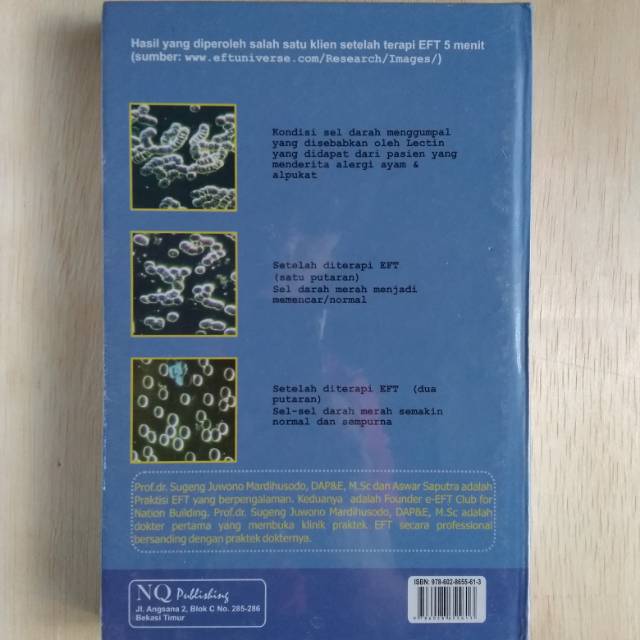 Hasil yang diperoleh salah satu klien setelah terapi EFT 5 menit
(sumber: www.eftuniverse.com/Research/Images/)
Kondisi sel darah menggumpal
yang disebabkan oleh Lectin
yang didapat dari pasien yang
menderita alergi ayam &
alpukat
Setelah diterapi EFT
(satu putaran)
Sel darah merah menjadi
memencar/normal
Setelah diterapi EFT (dua
putaran)
Sel-sel darah merah semakin
normal dan sempurna
Prof.dr. Sugeng Juwono Mardihusodo, DAP&E, M.Sc dan Aswar Saputra adalah
Praktisi EFT yang berpengalaman. Keduanya adalah Founder e-EFT Club for
Nation Building. Prof.dr. Sugeng Juwono Mardihusodo, DAP&E, M.Sc adalah
dokter pertama yang membuka klinik praktek EFT secara professional
bersanding dengan praktek dokternya.
NQ Publishing
Jl. Angsana 2, Blok C No. 285-286
Bekasi Timur
ISBN: 978-602-8655-61-3